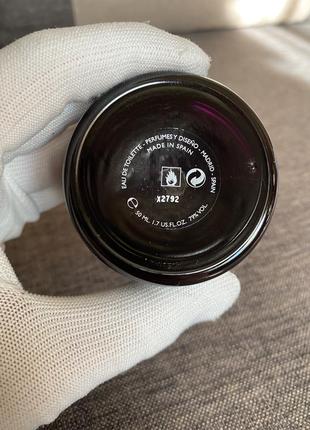 EAU DE TOILETTE - PERFUMES Y DISEÑO - MADRID - SPAIN
MADE IN SPAIN
X2792
℮ 50 ML. 1.7 US.FL.OZ. 79% VOL.